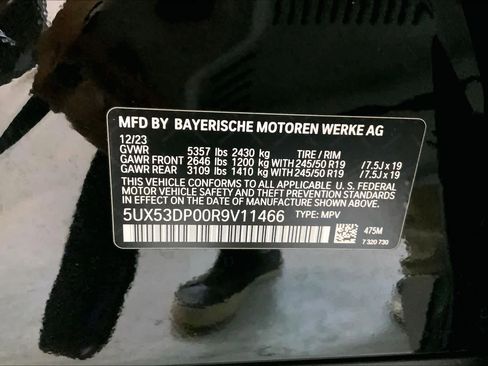 MFD BY BAYERISCHE MOTOREN WERKE AG
12/23
GVWR 5357 lbs 2430 kg TIRE / RIM
GAWR FRONT 2646 lbs 1200 kg WITH 245/50 R19 /7.5J x 19
GAWR REAR 3109 lbs 1410 kg WITH 245/50 R19 /7.5J x 19
THIS VEHICLE CONFORMS TO ALL APPLICABLE U.S. FEDERAL
MOTOR VEHICLE SAFETY AND THEFT PREVENTION STANDARDS
IN EFFECT ON THE DATE OF MANUFACTURE SHOWN ABOVE.
5UX53DP00R9V11466 TYPE: MPV
475M
7 320 730